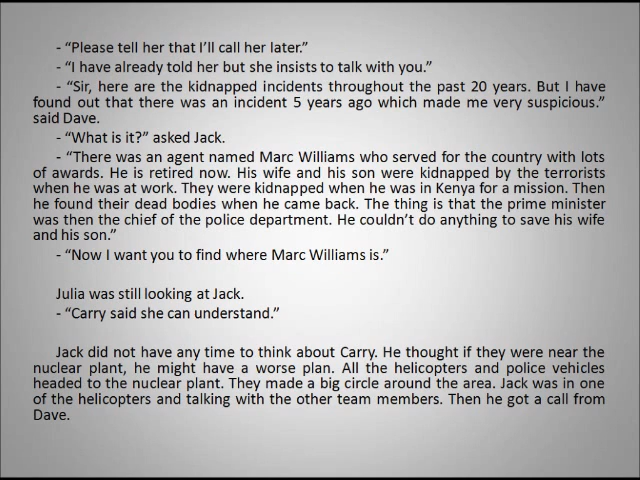 - “Please tell her that I’ll call her later.”
- “I have already told her but she insists to talk with you.”
- “Sir, here are the kidnapped incidents throughout the past 20 years. But I have
found out that there was an incident 5 years ago which made me very suspicious.”
said Dave.
- “What is it?” asked Jack.
- “There was an agent named Marc Williams who served for the country with lots
of awards. He is retired now. His wife and his son were kidnapped by the terrorists
when he was at work. They were kidnapped when he was in Kenya for a mission. Then
he found their dead bodies when he came back. The thing is that the prime minister
was then the chief of the police department. He couldn’t do anything to save his wife
and his son.”
- “Now I want you to find where Marc Williams is.”
Julia was still looking at Jack.
- “Carry said she can understand.”
Jack did not have any time to think about Carry. He thought if they were near the
nuclear plant, he might have a worse plan. All the helicopters and police vehicles
headed to the nuclear plant. They made a big circle around the area. Jack was in one
of the helicopters and talking with the other team members. Then he got a call from
Dave.